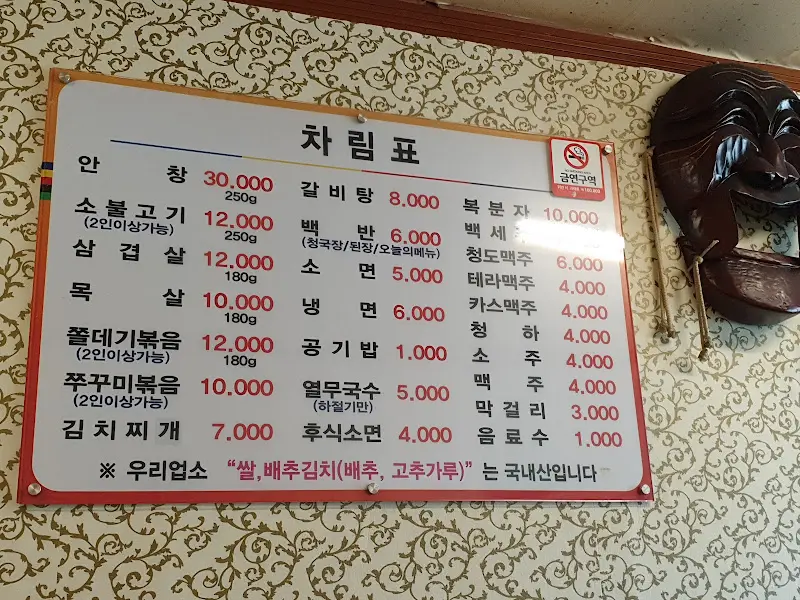 차림표
금연구역
안창 30.000
250g
소불고기 12.000
(2인이상가능) 250g
삼겹살 12.000
180g
목살 10.000
180g
쫄데기볶음 12.000
(2인이상가능) 180g
쭈꾸미볶음 10.000
(2인이상가능)
김치찌개 7.000
갈비탕 8.000
백반 6.000
(청국장/된장/오늘의메뉴)
소면 5.000
냉면 6.000
공기밥 1.000
열무국수 5.000
(하절기만)
후식소면 4.000
복분자 10.000
백세
청도맥주 6.000
테라맥주 4.000
카스맥주 4.000
청하 4.000
소주 4.000
맥주 4.000
막걸리 3.000
음료수 1.000
※ 우리업소 “쌀,배추김치(배추, 고추가루)” 는 국내산입니다